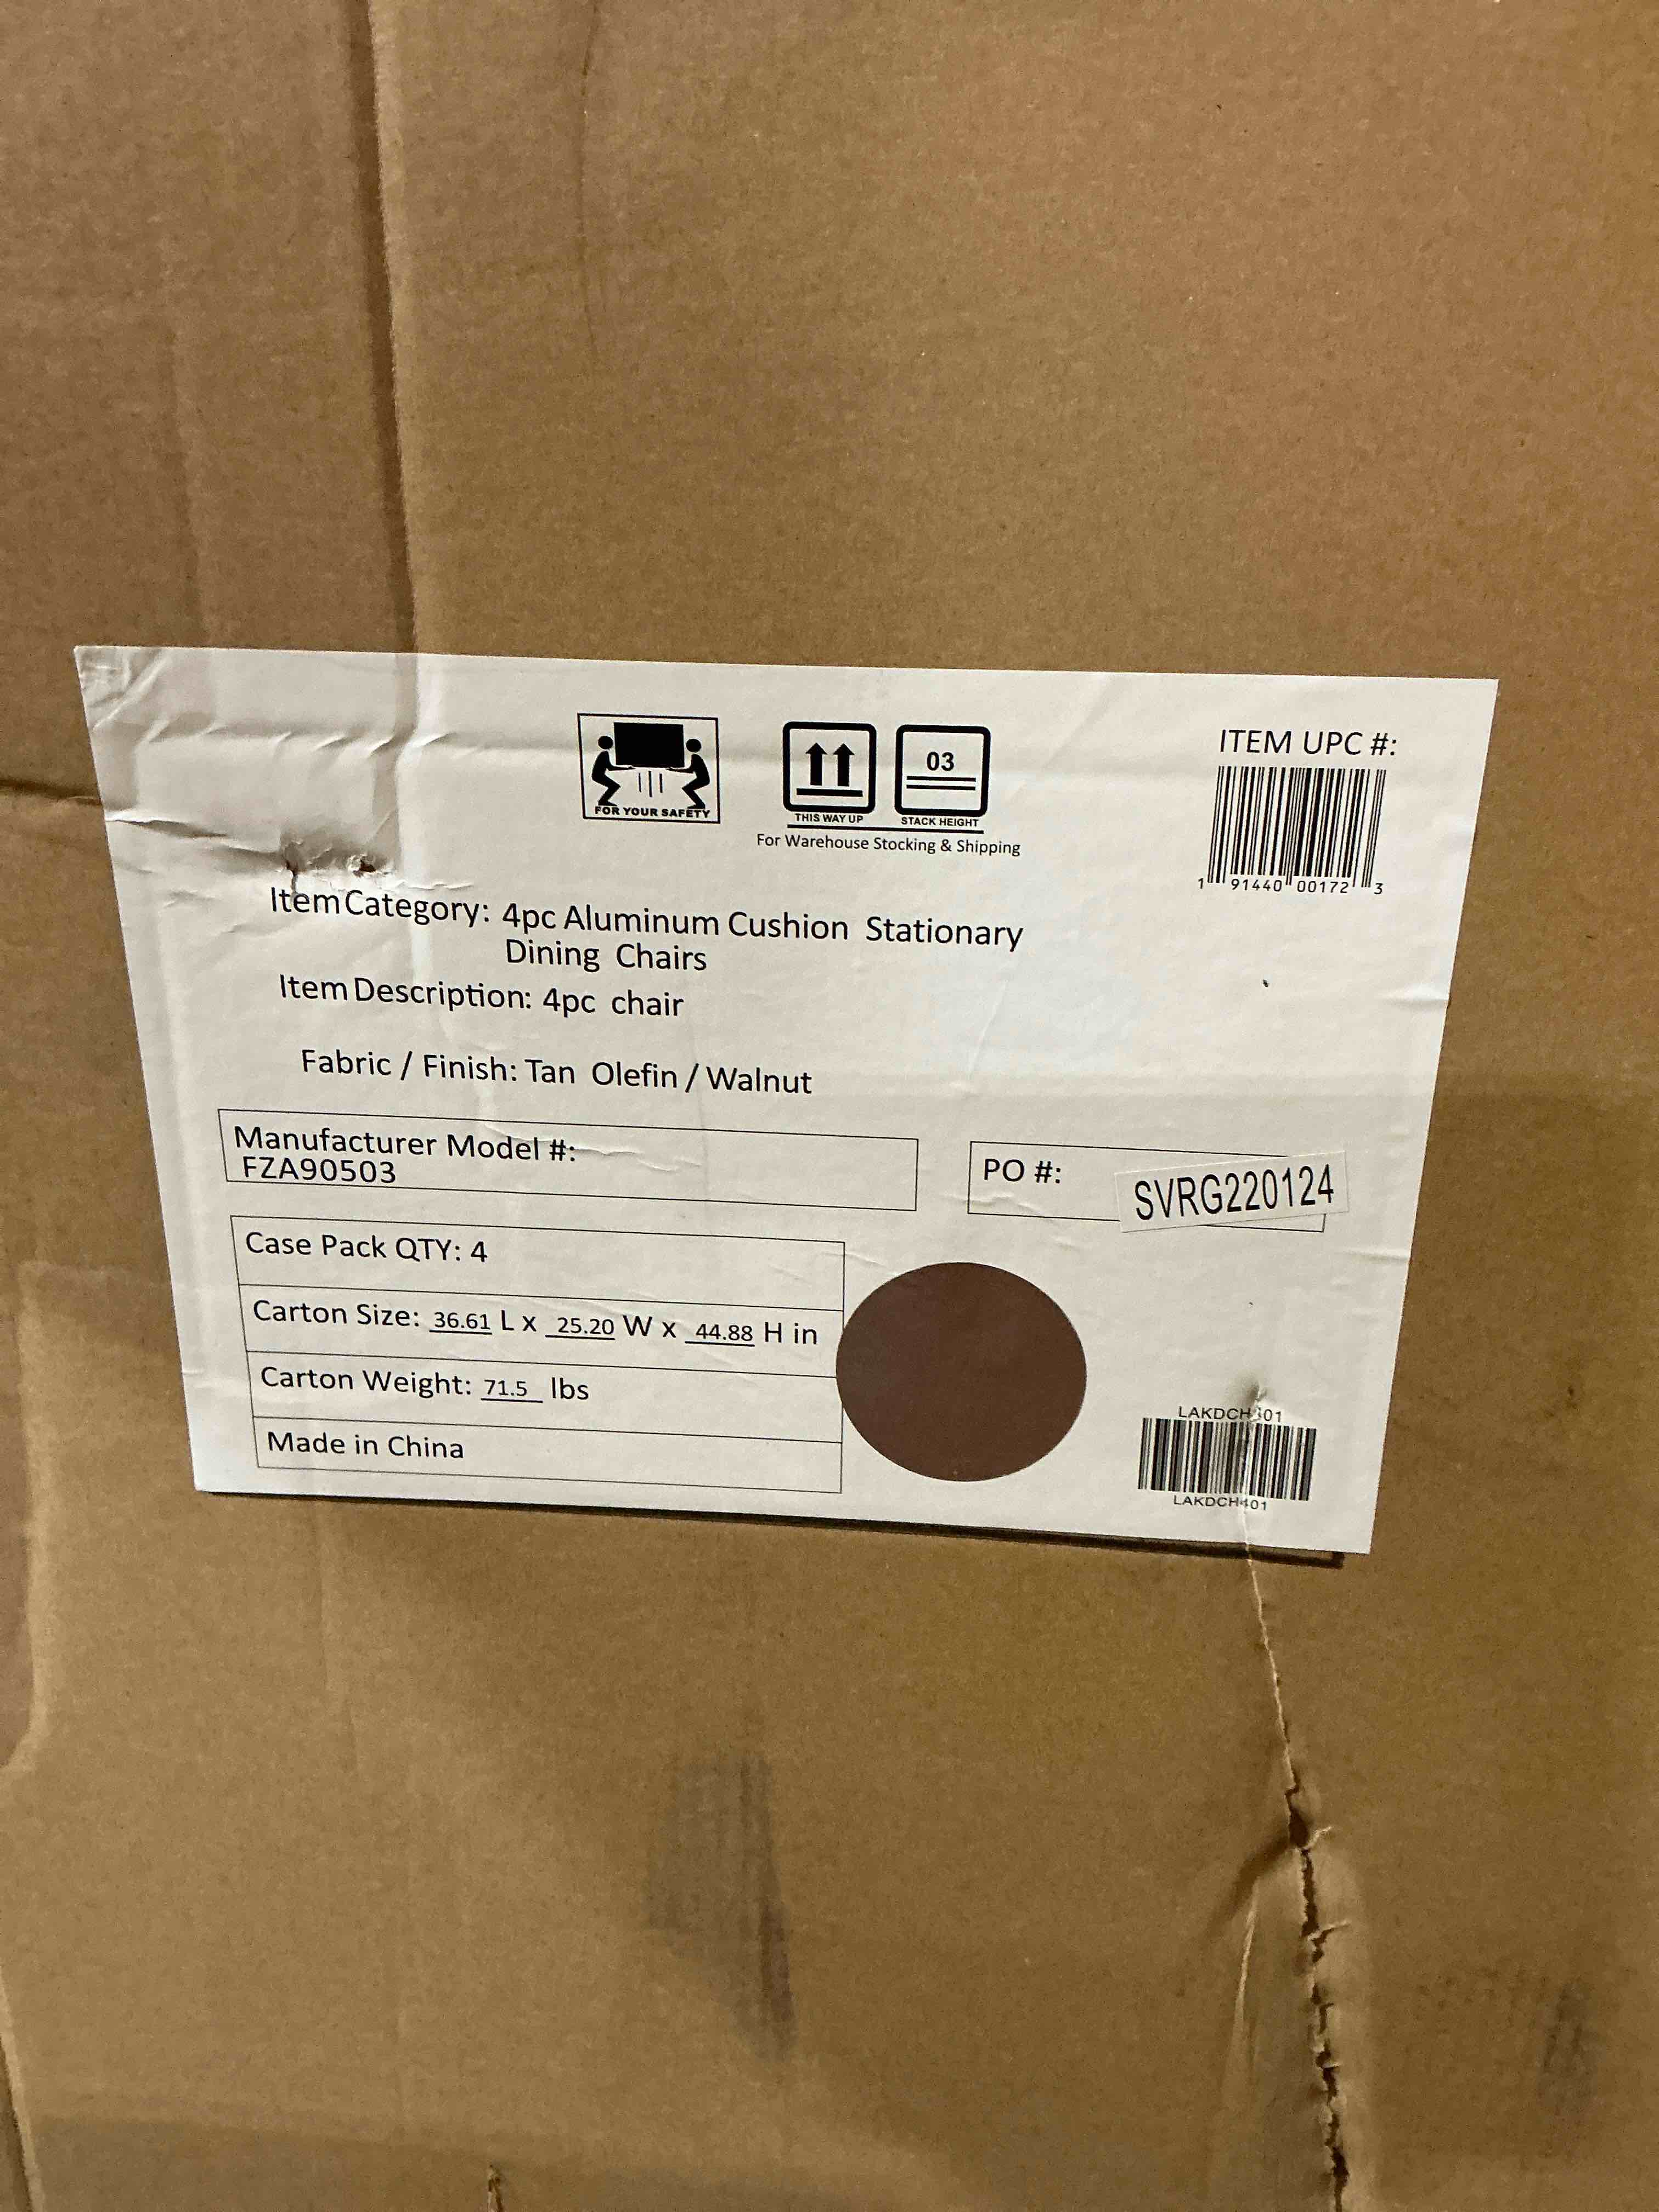 FOR YOUR SAFETY
THIS WAY UP
03
STACK HEIGHT
For Warehouse Stocking & Shipping
ITEM UPC #:
1 91440 00172 3
Item Category: 4pc Aluminum Cushion Stationary
Dining Chairs
Item Description: 4pc chair
Fabric / Finish: Tan Olefin / Walnut
Manufacturer Model #:
FZA90503
PO #: SVRG220124
Case Pack QTY: 4
Carton Size: 36.61 L x 25.20 W x 44.88 H in
Carton Weight: 71.5 lbs
Made in China
LAKDCH401
LAKDCH401